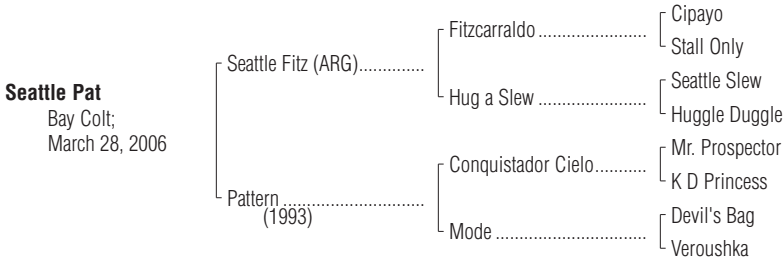 Seattle Pat
Bay Colt;
March 28, 2006
Seattle Fitz (ARG)..............
Pattern ..............................
(1993)
Fitzcarraldo .......................
Hug a Slew .......................
Conquistador Cielo...........
Mode ................................
Cipayo
Stall Only
Seattle Slew
Huggle Duggle
Mr. Prospector
K D Princess
Devil's Bag
Veroushka